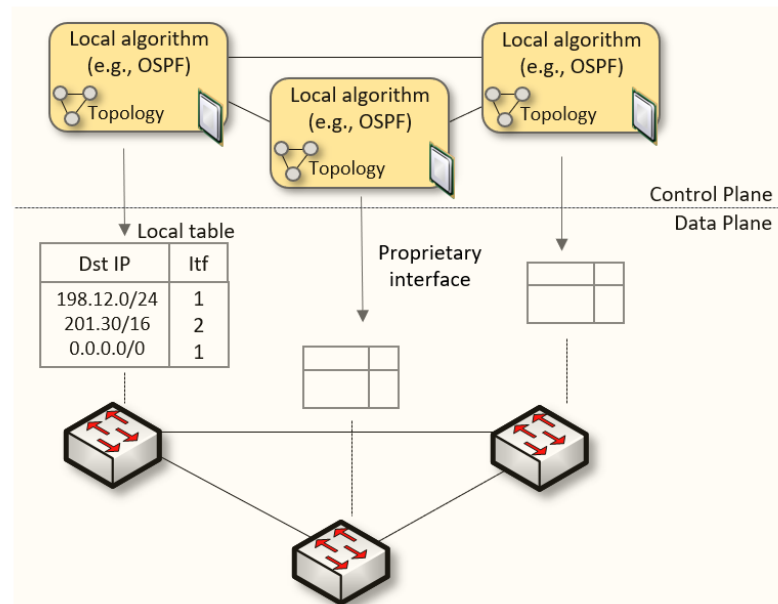 Local algorithm
(e.g., OSPF)
Topology
Local algorithm
(e.g., OSPF)
Topology
Local algorithm
(e.g., OSPF)
Topology
Control Plane
Data Plane
Local table
Dst IP Itf
198.12.0/24 1
201.30/16 2
0.0.0.0/0 1
Proprietary
interface